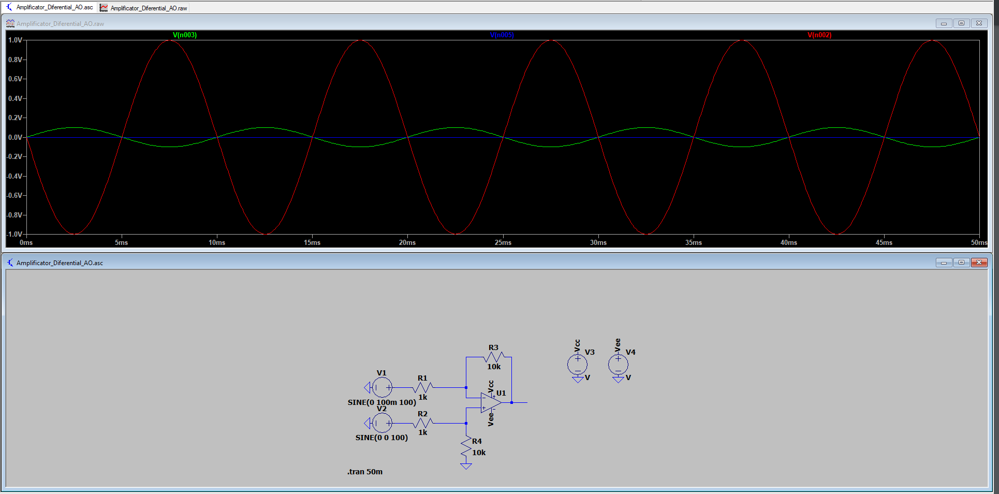 Amplificator_Diferential_AO.asc
Amplificator_Diferential_AO.raw
Amplificator_Diferential_AO.raw
V(n003)
V(n005)
V(n002)
1.0V
0.8V
0.6V
0.4V
0.2V
0.0V
-0.2V
-0.4V
-0.6V
-0.8V
-1.0V
0ms
5ms
10ms
15ms
20ms
25ms
30ms
35ms
40ms
45ms
50ms
Amplificator_Diferential_AO.asc
R3
10k
V1
R1
1k
SINE(0 100m 100)
V2
R2
1k
SINE(0 0 100)
Vcc
U1
Vee
R4
10k
.tran 50m
Vcc
V3
V
Vee
V4
V